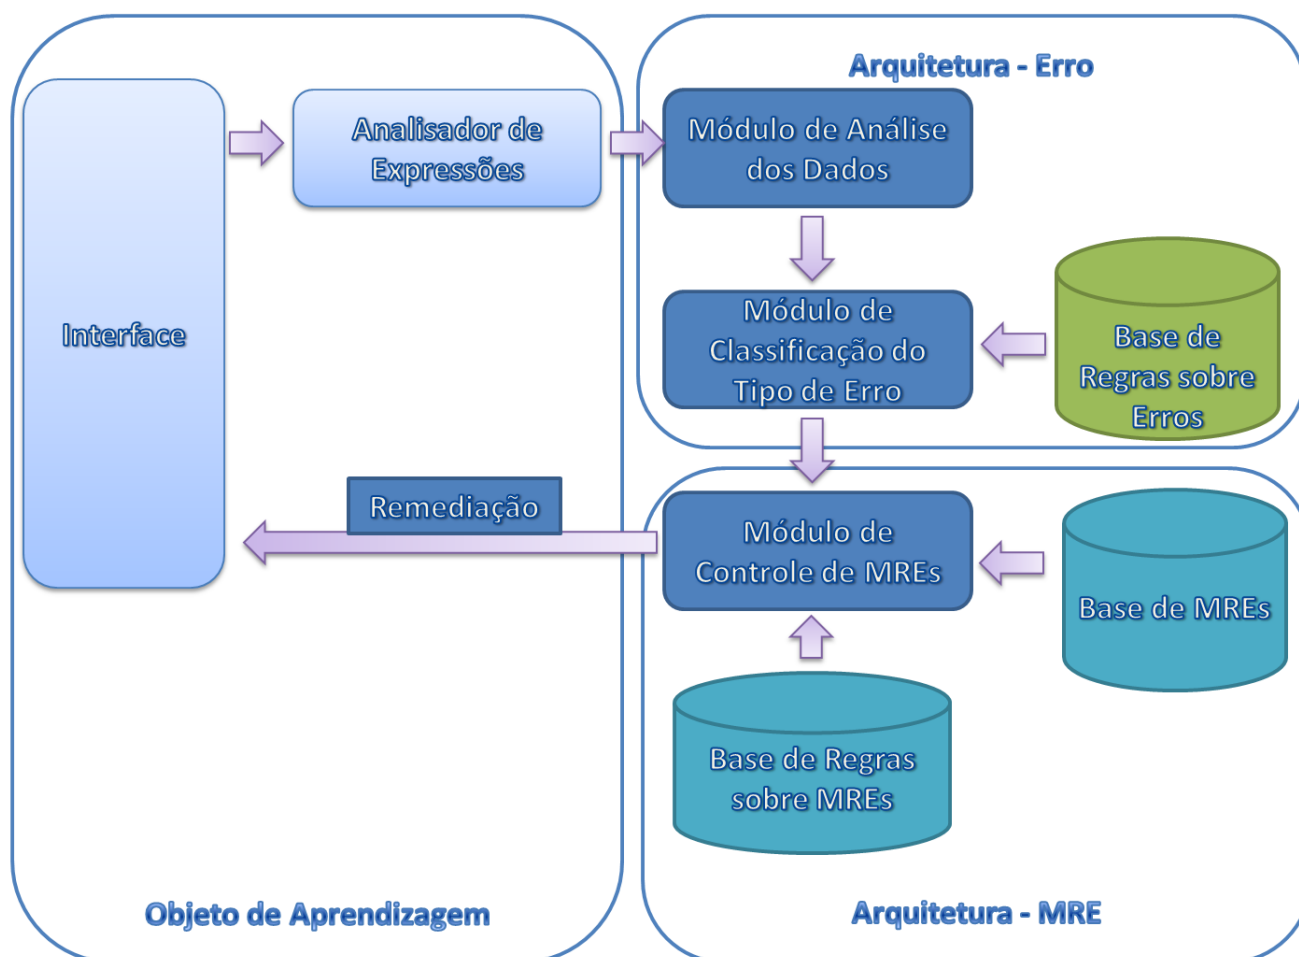 Arquitetura - Erro
Analisador de
Expressões
Módulo de Análise
dos Dados
Interface
Módulo de
Classificação do
Tipo de Erro
Base de
Regras sobre
Erros
Remediação
Módulo de
Controle de MREs
Base de MREs
Base de Regras
sobre MREs
Objeto de Aprendizagem
Arquitetura - MRE